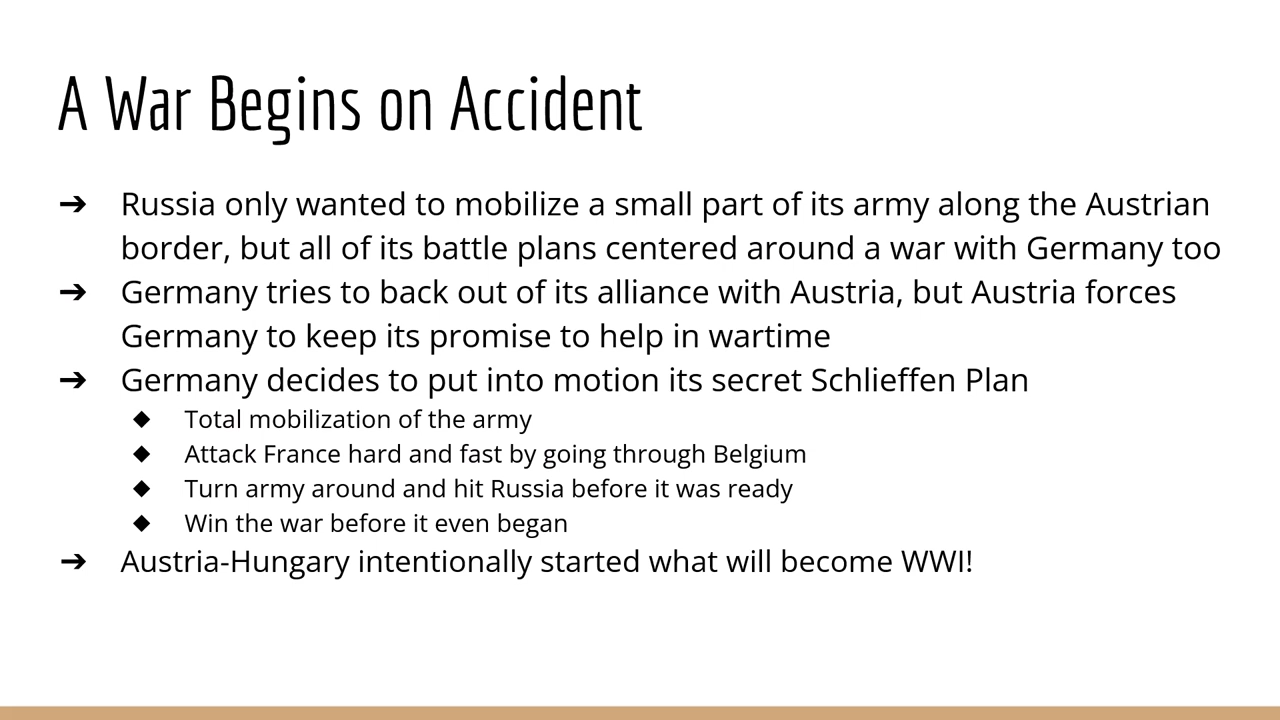 A War Begins on Accident
➔ Russia only wanted to mobilize a small part of its army along the Austrian
border, but all of its battle plans centered around a war with Germany too
➔ Germany tries to back out of its alliance with Austria, but Austria forces
Germany to keep its promise to help in wartime
➔ Germany decides to put into motion its secret Schlieffen Plan
◆ Total mobilization of the army
◆ Attack France hard and fast by going through Belgium
◆ Turn army around and hit Russia before it was ready
◆ Win the war before it even began
➔ Austria-Hungary intentionally started what will become WWI!